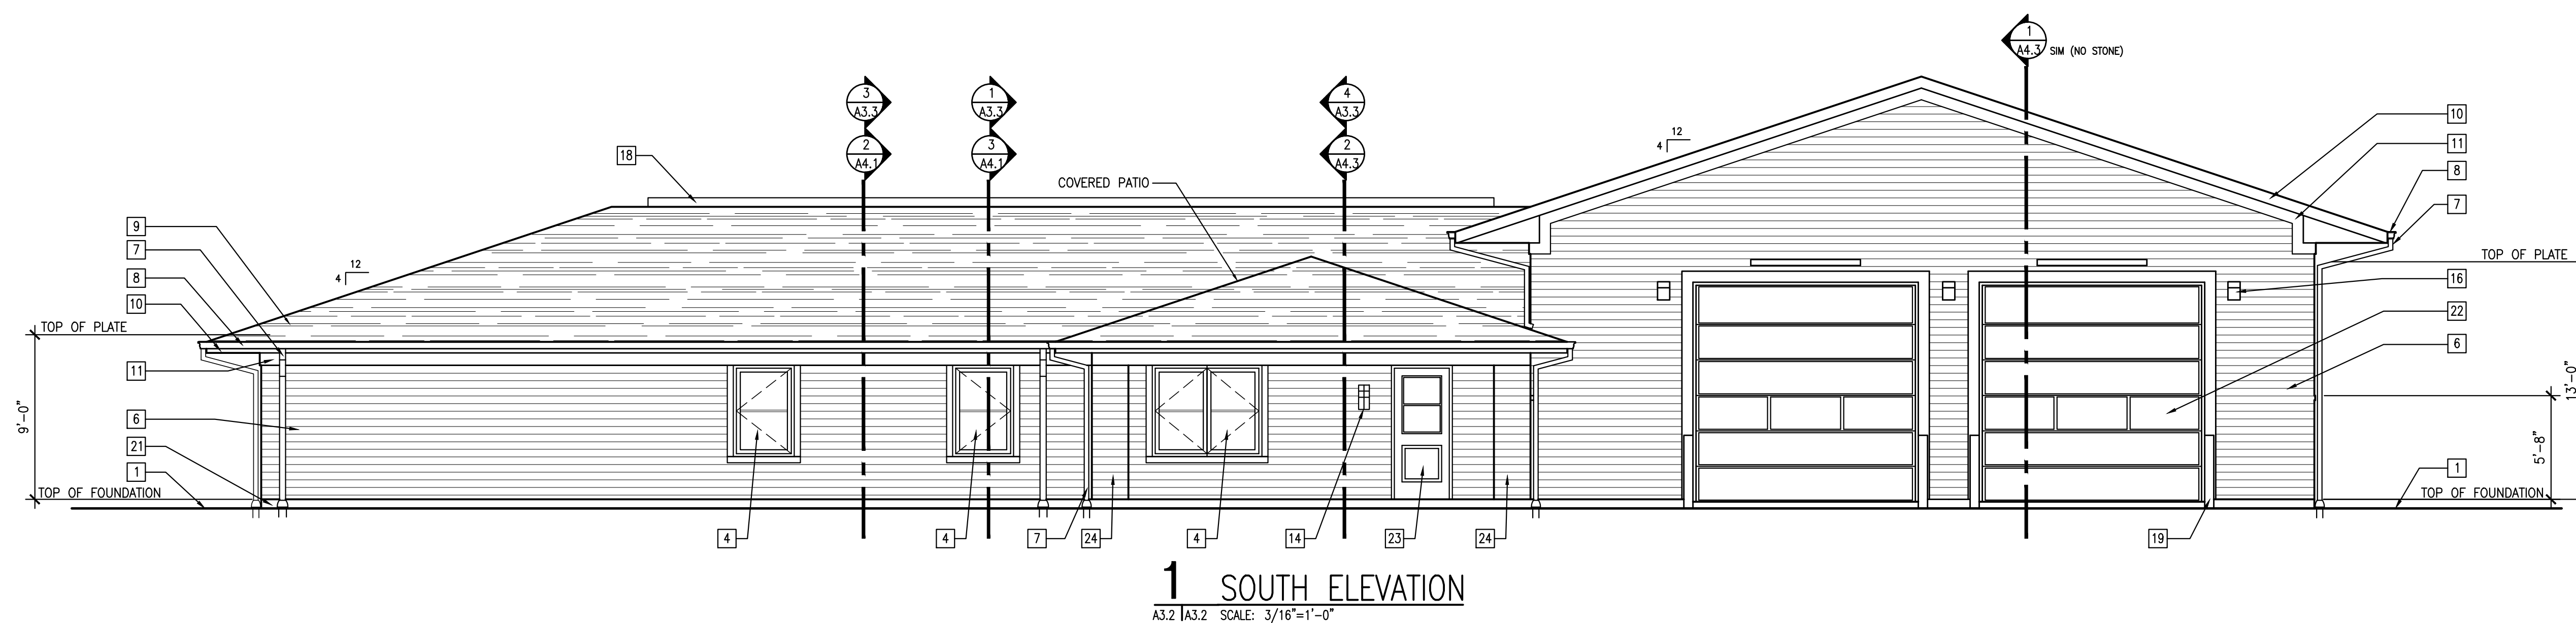 1
A4.3 SIM (NO STONE)
3
A3.3
1
A3.3
4
A3.3
2
A4.1
3
A4.1
2
A4.3
18
COVERED PATIO
12
4
10
11
8
7
9
7
8
10
12
4
TOP OF PLATE
TOP OF PLATE
16
22
6
11
6
21
1
9'-0"
13'-0"
5'-8"
1
TOP OF FOUNDATION
TOP OF FOUNDATION
4
4
7
24
4
14
23
24
19
1 SOUTH ELEVATION
A3.2 A3.2 SCALE: 3/16"=1'-0"